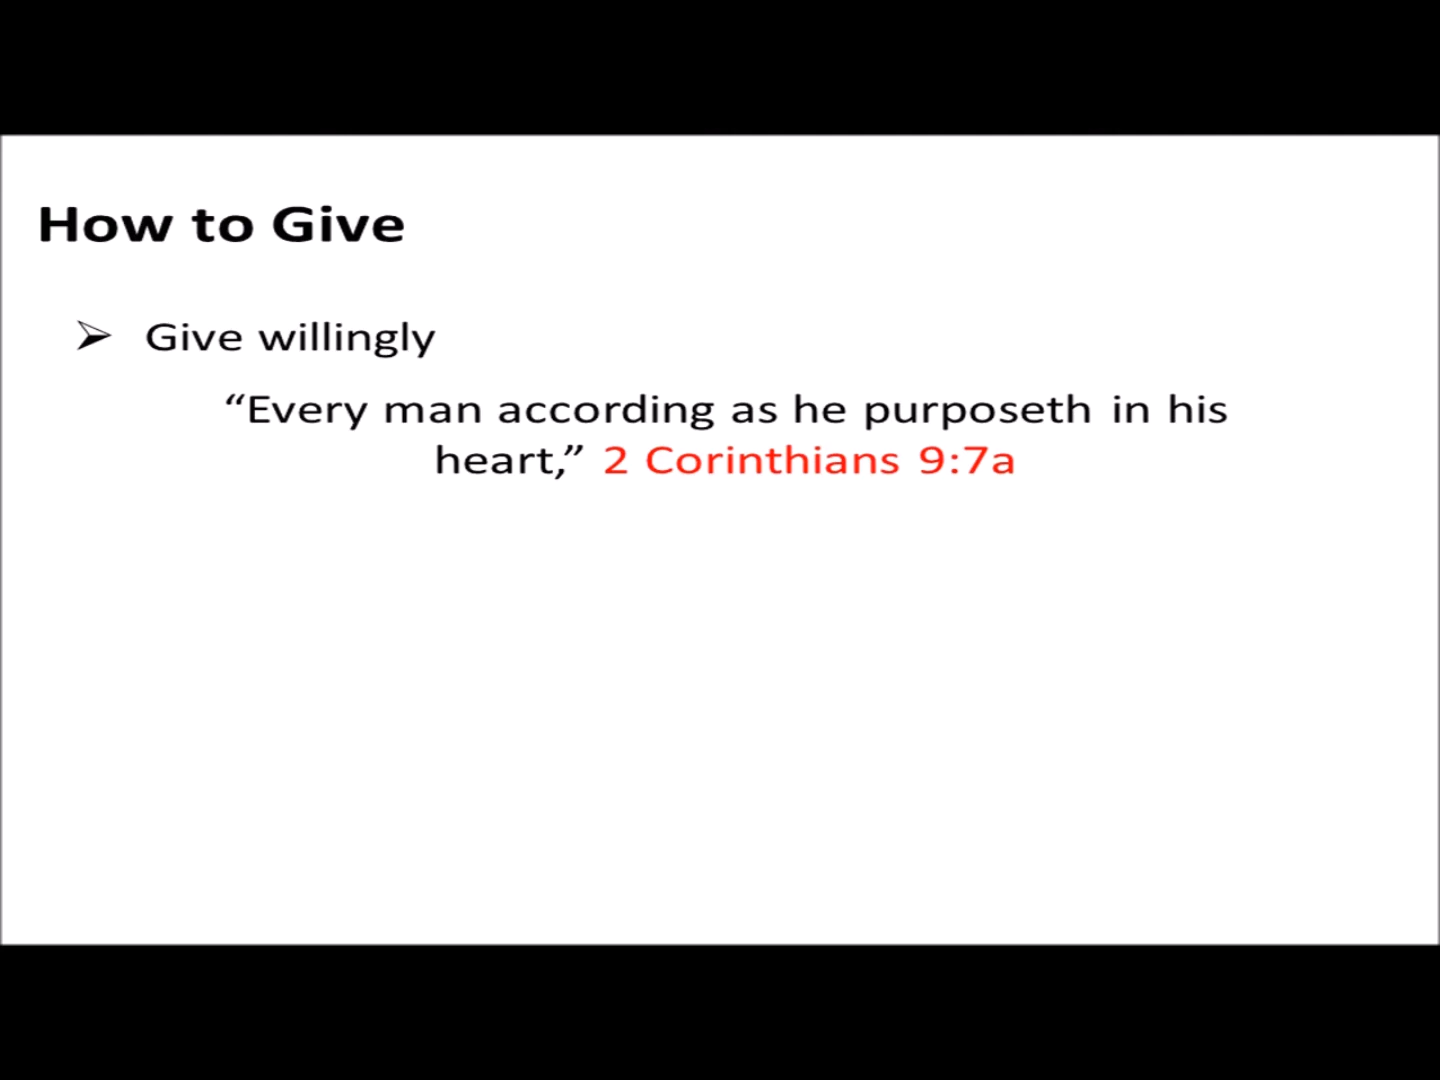 How to Give
➢ Give willingly
“Every man according as he purposeth in his
heart,” 2 Corinthians 9:7a